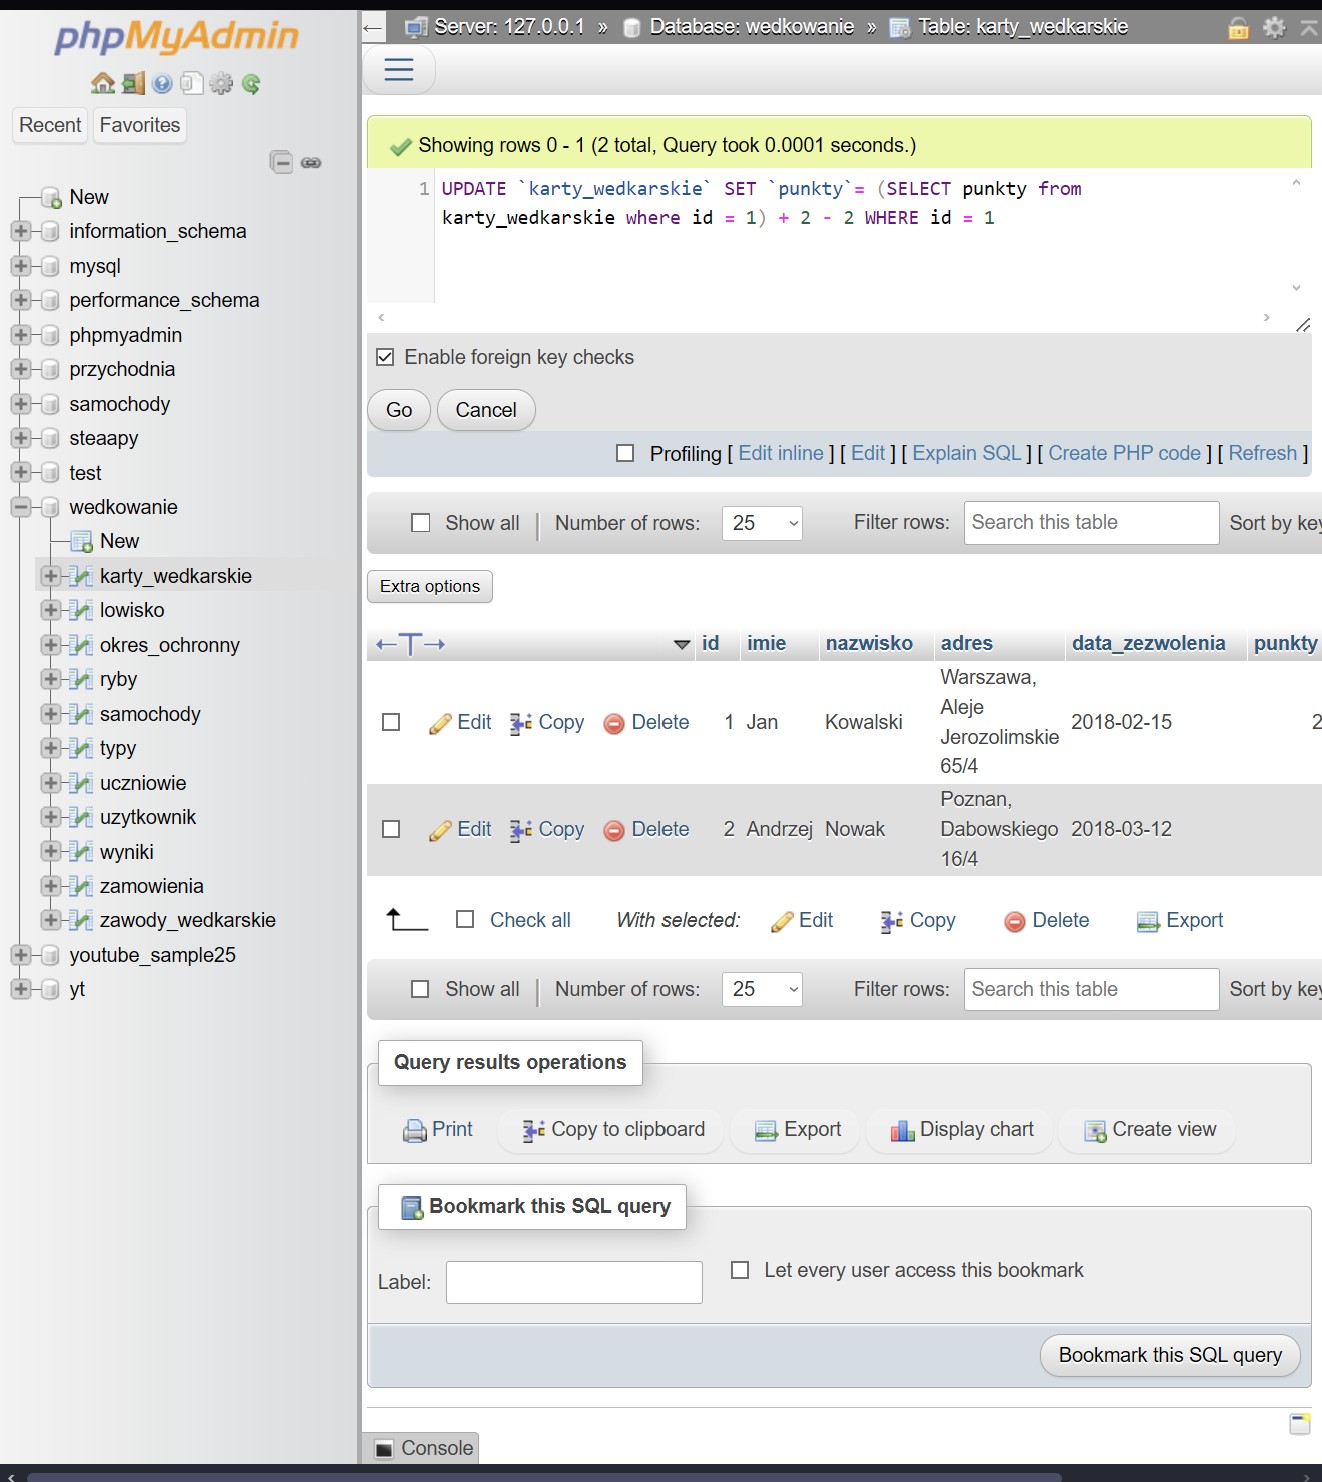 phpMyAdmin
Recent Favorites
New
information_schema
mysql
performance_schema
phpmyadmin
przychodnia
samochody
steaapy
test
wedkowanie
New
karty_wedkarskie
lowisko
okres_ochronny
ryby
samochody
typy
uczniowie
uzytkownik
wyniki
zamowienia
zawody_wedkarskie
youtube_sample25
yt
Server: 127.0.0.1 » Database: wedkowanie » Table: karty_wedkarskie
Showing rows 0 - 1 (2 total, Query took 0.0001 seconds.)
1 UPDATE `karty_wedkarskie` SET `punkty`= (SELECT punkty from
karty_wedkarskie where id = 1) + 2 - 2 WHERE id = 1
Enable foreign key checks
Go Cancel
Profiling [ Edit inline ] [ Edit ] [ Explain SQL ] [ Create PHP code ] [ Refresh ]
Show all | Number of rows: 25 Filter rows: Search this table Sort by key
Extra options
←T→ id imie nazwisko adres data_zezwolenia punkty
Edit Copy Delete 1 Jan Kowalski Warszawa, Aleje Jerozolimskie 65/4 2018-02-15 2
Edit Copy Delete 2 Andrzej Nowak Poznan, Dabowskiego 16/4 2018-03-12
Check all With selected: Edit Copy Delete Export
Show all | Number of rows: 25 Filter rows: Search this table Sort by key
Query results operations
Print Copy to clipboard Export Display chart Create view
Bookmark this SQL query
Label: Let every user access this bookmark
Bookmark this SQL query
Console